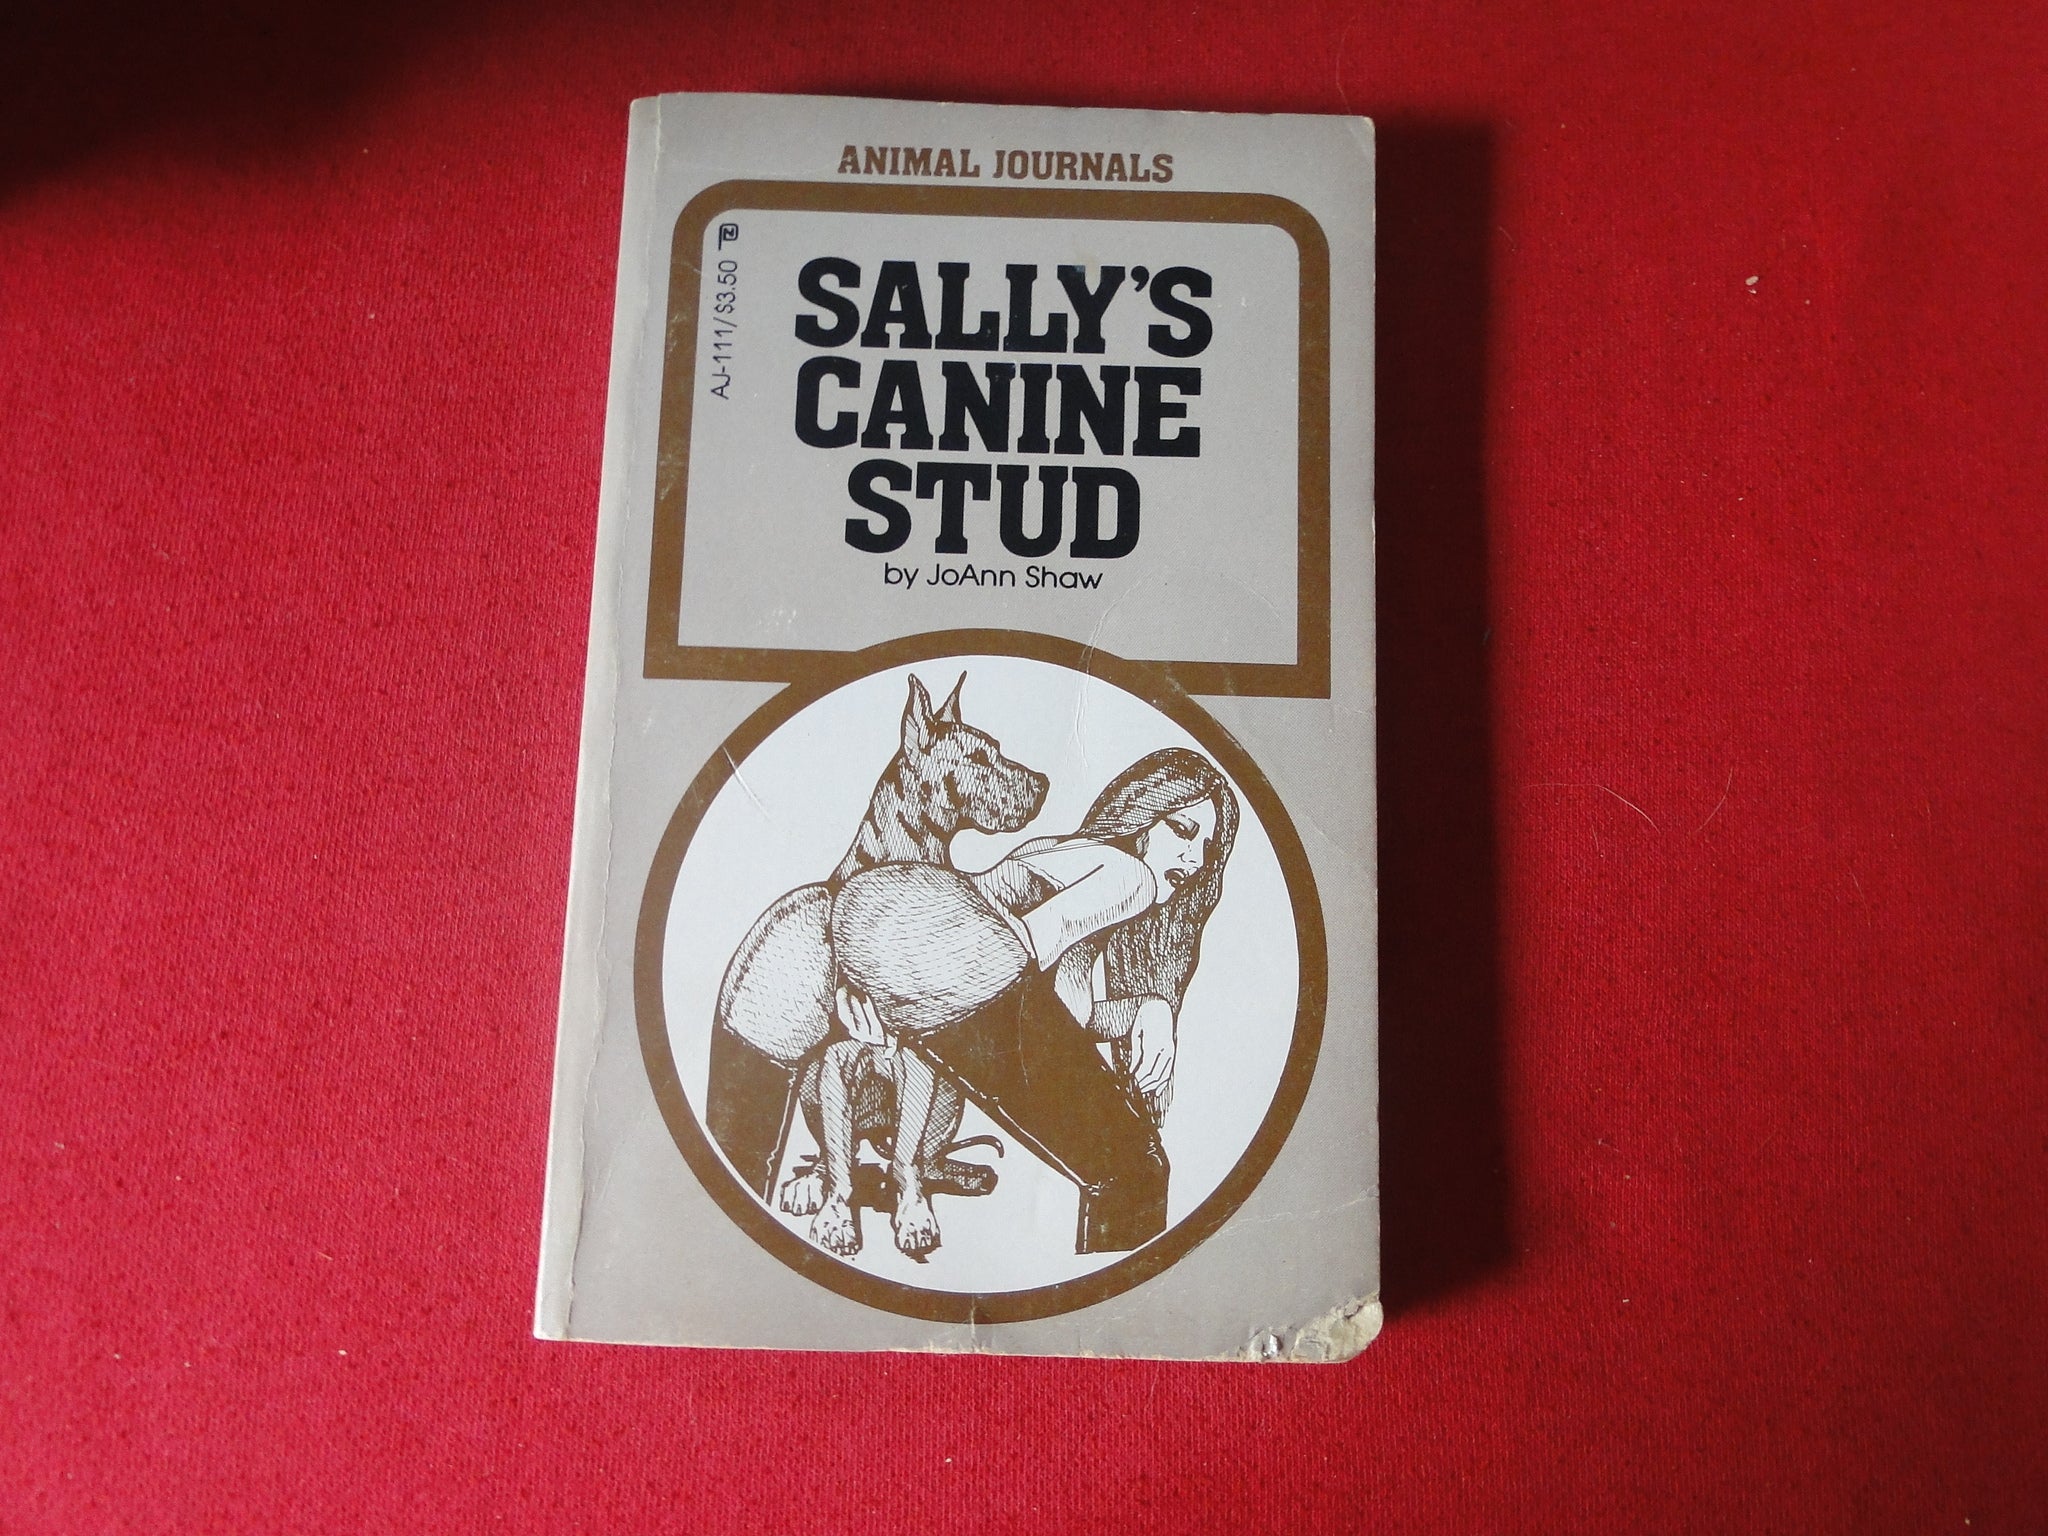 ANIMAL JOURNALS
AJ-111/$3.50
SALLY'S
CANINE
STUD
by JoAnn Shaw